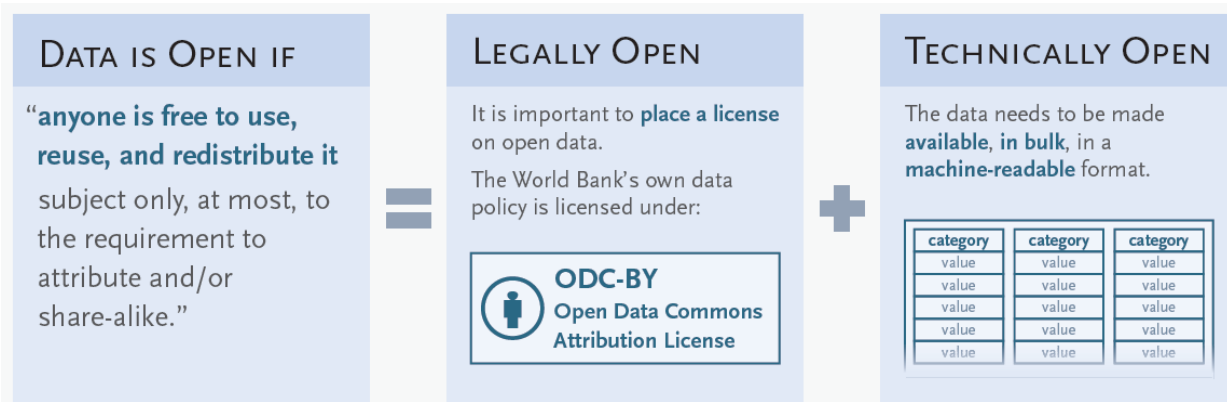 DATA IS OPEN IF
“anyone is free to use,
reuse, and redistribute it
subject only, at most, to
the requirement to
attribute and/or
share-alike.”
LEGALLY OPEN
It is important to place a license
on open data.
The World Bank’s own data
policy is licensed under:
ODC-BY
Open Data Commons
Attribution License
TECHNICALLY OPEN
The data needs to be made
available, in bulk, in a
machine-readable format.
category category category
value value value
value value value
value value value
value value value
value value value